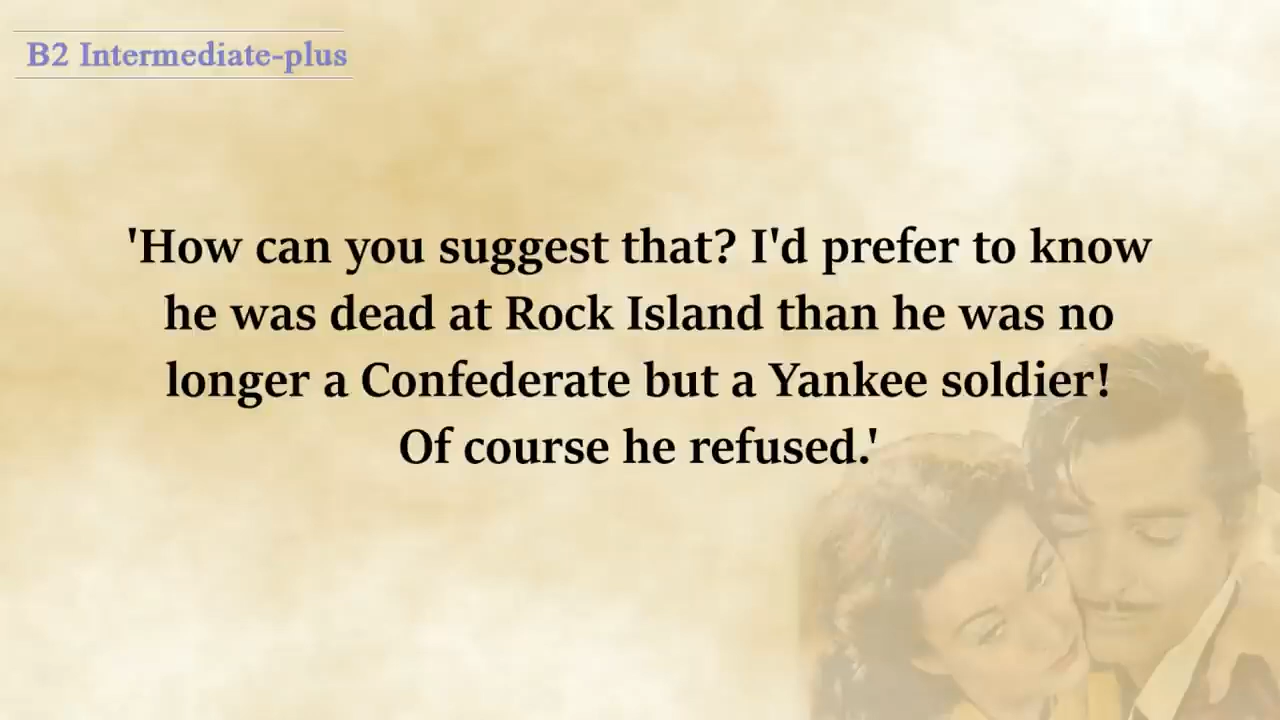 B2 Intermediate-plus
'How can you suggest that? I'd prefer to know
he was dead at Rock Island than he was no
longer a Confederate but a Yankee soldier!
Of course he refused.'